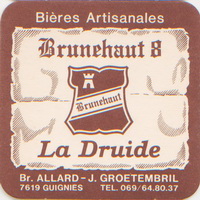 Bières Artisanales
Brunehaut 8
Brunehaut
La Druide
Br. ALLARD - J. GROETEMBRIL
7619 GUIGNIES TEL. 069/64.80.37